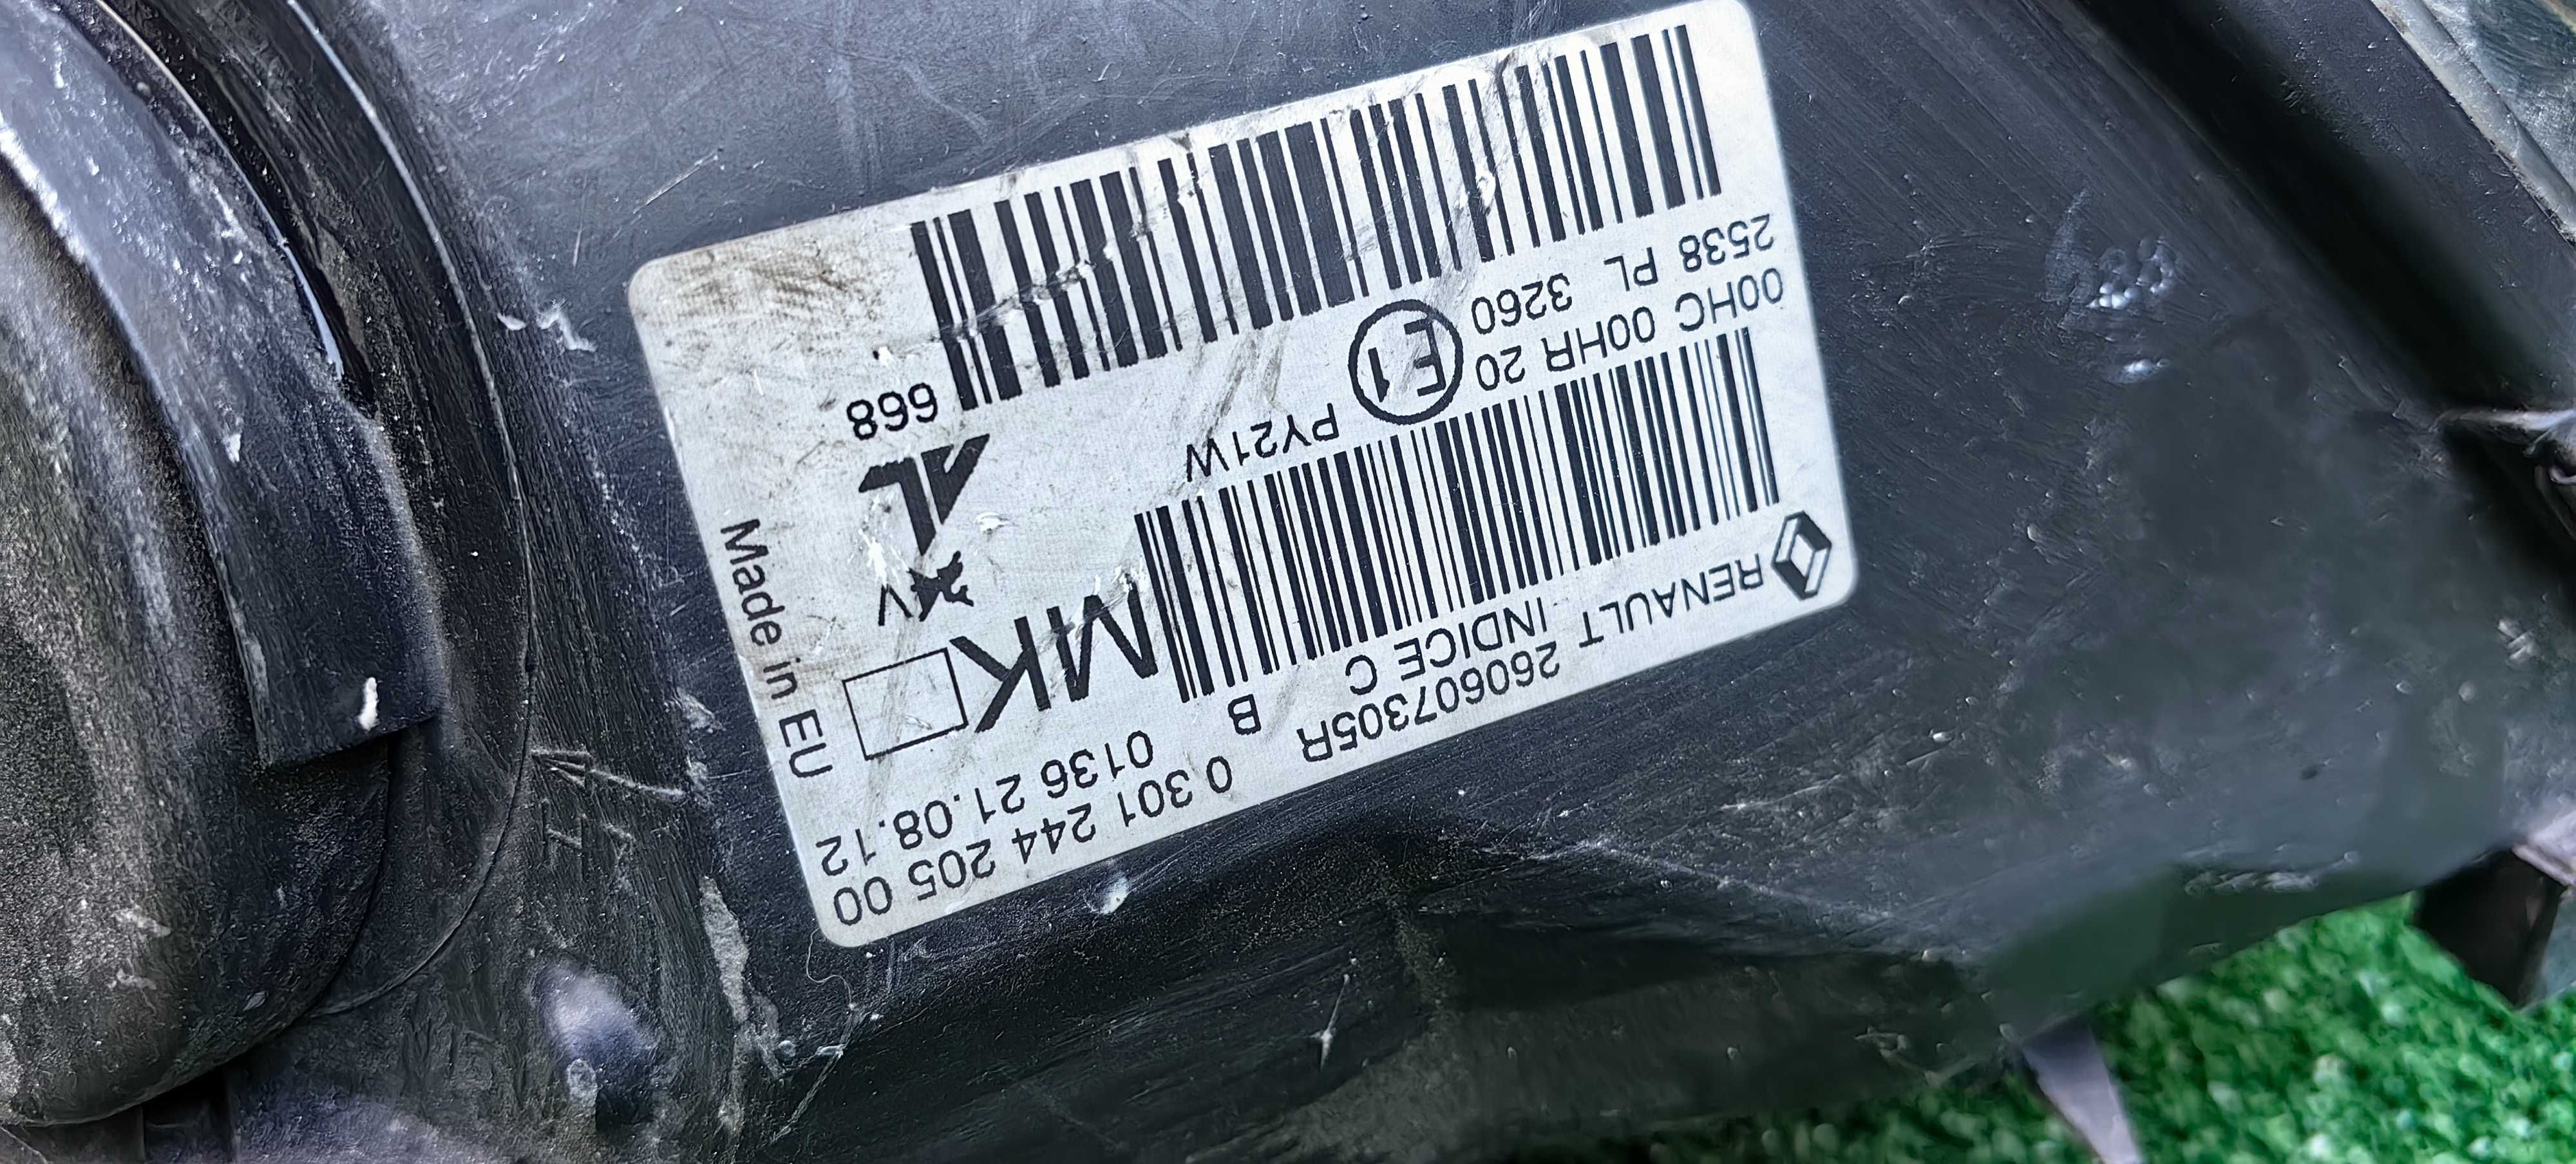 RENAULT 260607305R 0 301 244 205 00
INDICE C B 0136 21.08.12
MK
V
Made in EU
00HC 00HR 20 E1 PY21W AL
2538 PL 3260
668